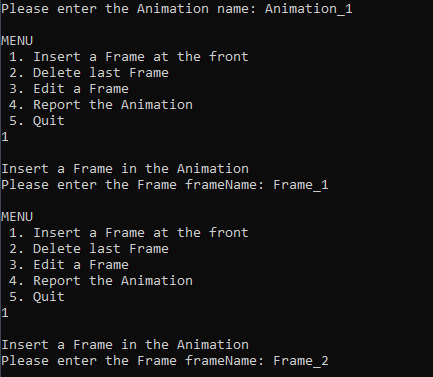 Please enter the Animation name: Animation_1
MENU
1. Insert a Frame at the front
2. Delete last Frame
3. Edit a Frame
4. Report the Animation
5. Quit
1
Insert a Frame in the Animation
Please enter the Frame frameName: Frame_1
MENU
1. Insert a Frame at the front
2. Delete last Frame
3. Edit a Frame
4. Report the Animation
5. Quit
1
Insert a Frame in the Animation
Please enter the Frame frameName: Frame_2